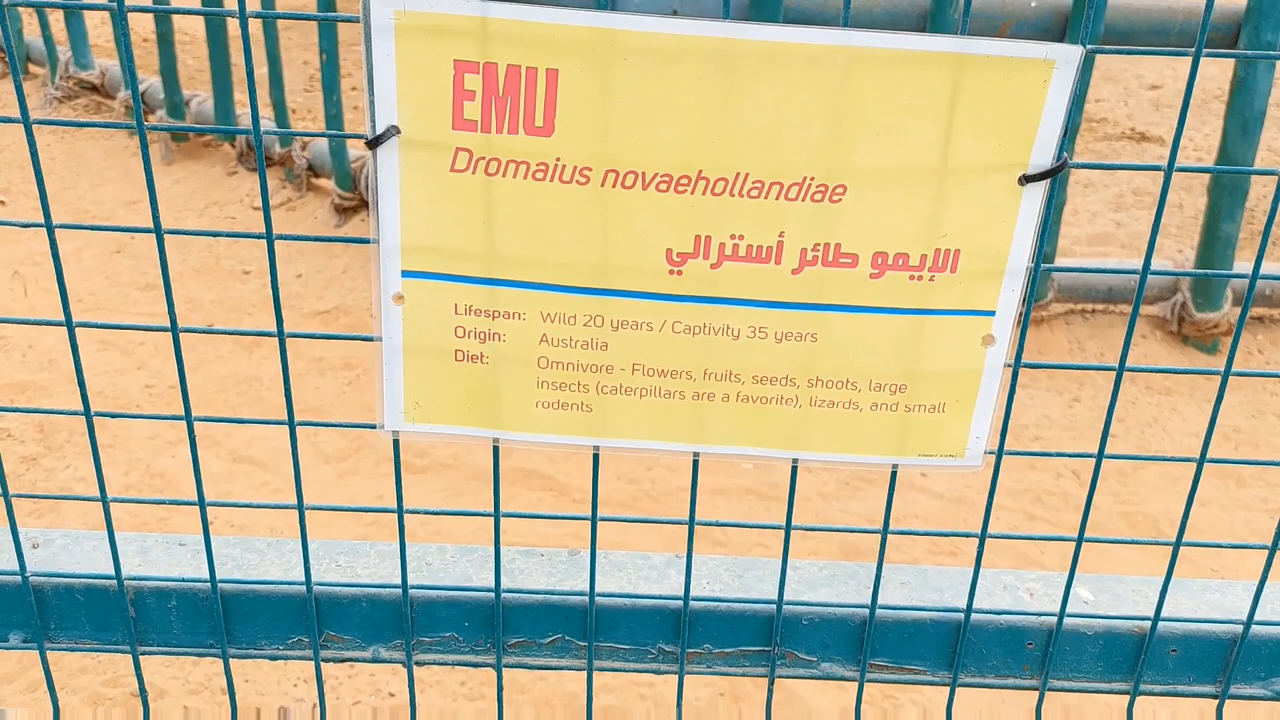 EMU
Dromaius novaehollandiae
الإيمو طائر أسترالي
Lifespan: Wild 20 years / Captivity 35 years
Origin: Australia
Diet: Omnivore - Flowers, fruits, seeds, shoots, large
insects (caterpillars are a favorite), lizards, and small
rodents